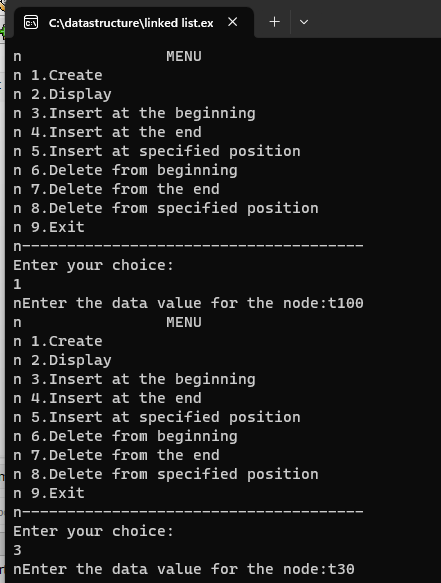 C:\datastructure\linked list.ex
n                MENU
n 1.Create
n 2.Display
n 3.Insert at the beginning
n 4.Insert at the end
n 5.Insert at specified position
n 6.Delete from beginning
n 7.Delete from the end
n 8.Delete from specified position
n 9.Exit
n--------------------------------------
Enter your choice:
1
nEnter the data value for the node:t100
n                MENU
n 1.Create
n 2.Display
n 3.Insert at the beginning
n 4.Insert at the end
n 5.Insert at specified position
n 6.Delete from beginning
n 7.Delete from the end
n 8.Delete from specified position
n 9.Exit
n--------------------------------------
Enter your choice:
3
nEnter the data value for the node:t30